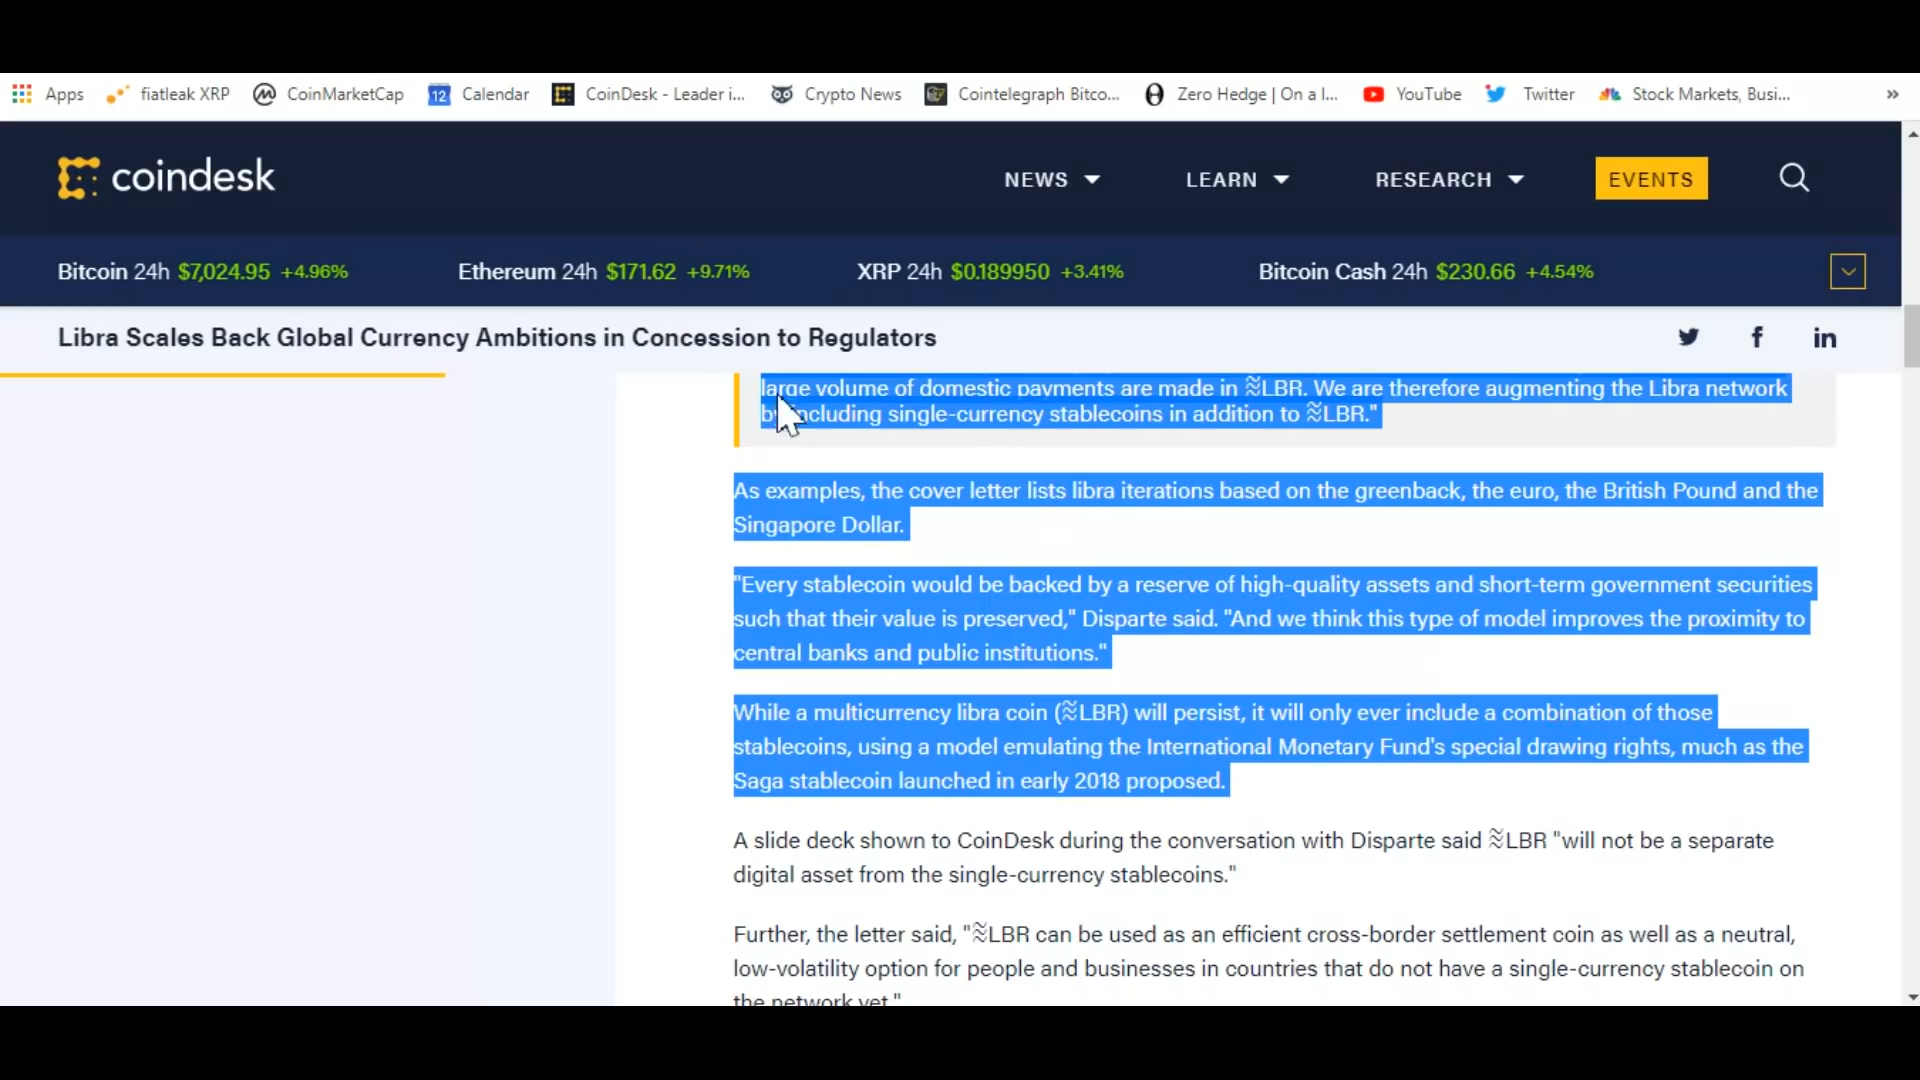 Apps fiatleak XRP CoinMarketCap 12 Calendar CoinDesk - Leader i... Crypto News Cointelegraph Bitco... Zero Hedge | On a l... YouTube Twitter Stock Markets, Busi... »
coindesk NEWS LEARN RESEARCH EVENTS
Bitcoin 24h $7,024.95 +4.96% Ethereum 24h $171.62 +9.71% XRP 24h $0.189950 +3.41% Bitcoin Cash 24h $230.66 +4.54%
Libra Scales Back Global Currency Ambitions in Concession to Regulators
large volume of domestic payments are made in ≋LBR. We are therefore augmenting the Libra network
by including single-currency stablecoins in addition to ≋LBR."
As examples, the cover letter lists libra iterations based on the greenback, the euro, the British Pound and the
Singapore Dollar.
"Every stablecoin would be backed by a reserve of high-quality assets and short-term government securities
such that their value is preserved," Disparte said. "And we think this type of model improves the proximity to
central banks and public institutions."
While a multicurrency libra coin (≋LBR) will persist, it will only ever include a combination of those
stablecoins, using a model emulating the International Monetary Fund's special drawing rights, much as the
Saga stablecoin launched in early 2018 proposed.
A slide deck shown to CoinDesk during the conversation with Disparte said ≋LBR "will not be a separate
digital asset from the single-currency stablecoins."
Further, the letter said, "≋LBR can be used as an efficient cross-border settlement coin as well as a neutral,
low-volatility option for people and businesses in countries that do not have a single-currency stablecoin on
the network yet."